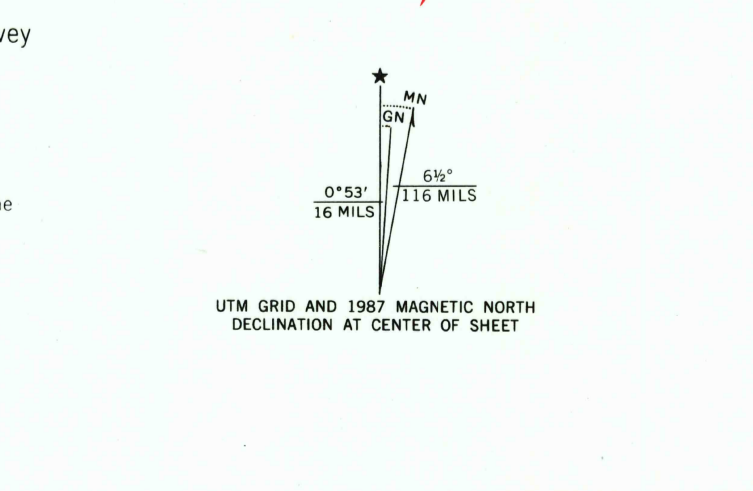 vey
MN
GN
6½°
116 MILS
0°53'
16 MILS
UTM GRID AND 1987 MAGNETIC NORTH
DECLINATION AT CENTER OF SHEET